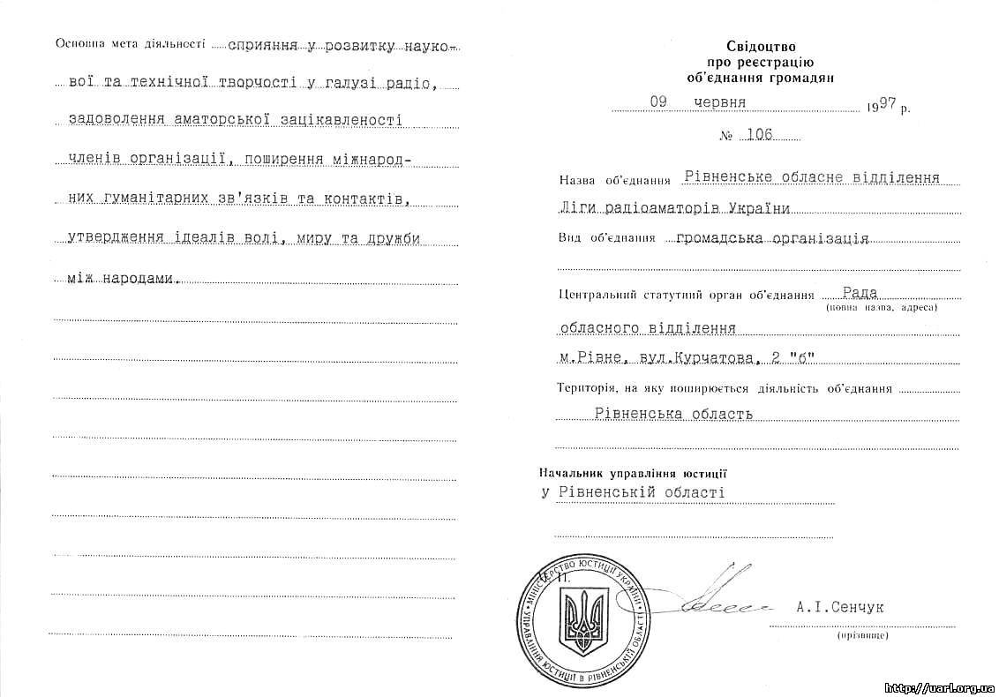 Основна мета діяльності сприяння у розвитку науко-
вої та технічної творчості у галузі радіо,
задоволення аматорської зацікавленості
членів організації, поширення міжнарод-
них гуманітарних зв'язків та контактів,
утвердження ідеалів волі, миру та дружби
між народами.
Свідоцтво
про реєстрацію
об'єднання громадян
09 червня 1997 р.
№ 106
Назва об'єднання Рівненське обласне відділення
Ліги радіоаматорів України
Вид об'єднання громадська організація
Центральний статутний орган об'єднання Рада
(повна назва, адреса)
обласного відділення
м.Рівне, вул.Курчатова, 2 "б"
Територія, на яку поширюється діяльність об'єднання
Рівненська область
Начальник управління юстиції
у Рівненській області
МІНІСТЕРСТВО ЮСТИЦІЇ УКРАЇНИ
УПРАВЛІННЯ ЮСТИЦІЇ В РІВНЕНСЬКІЙ ОБЛАСТІ
А.І.Сенчук
(прізвище)
http://uarl.org.ua